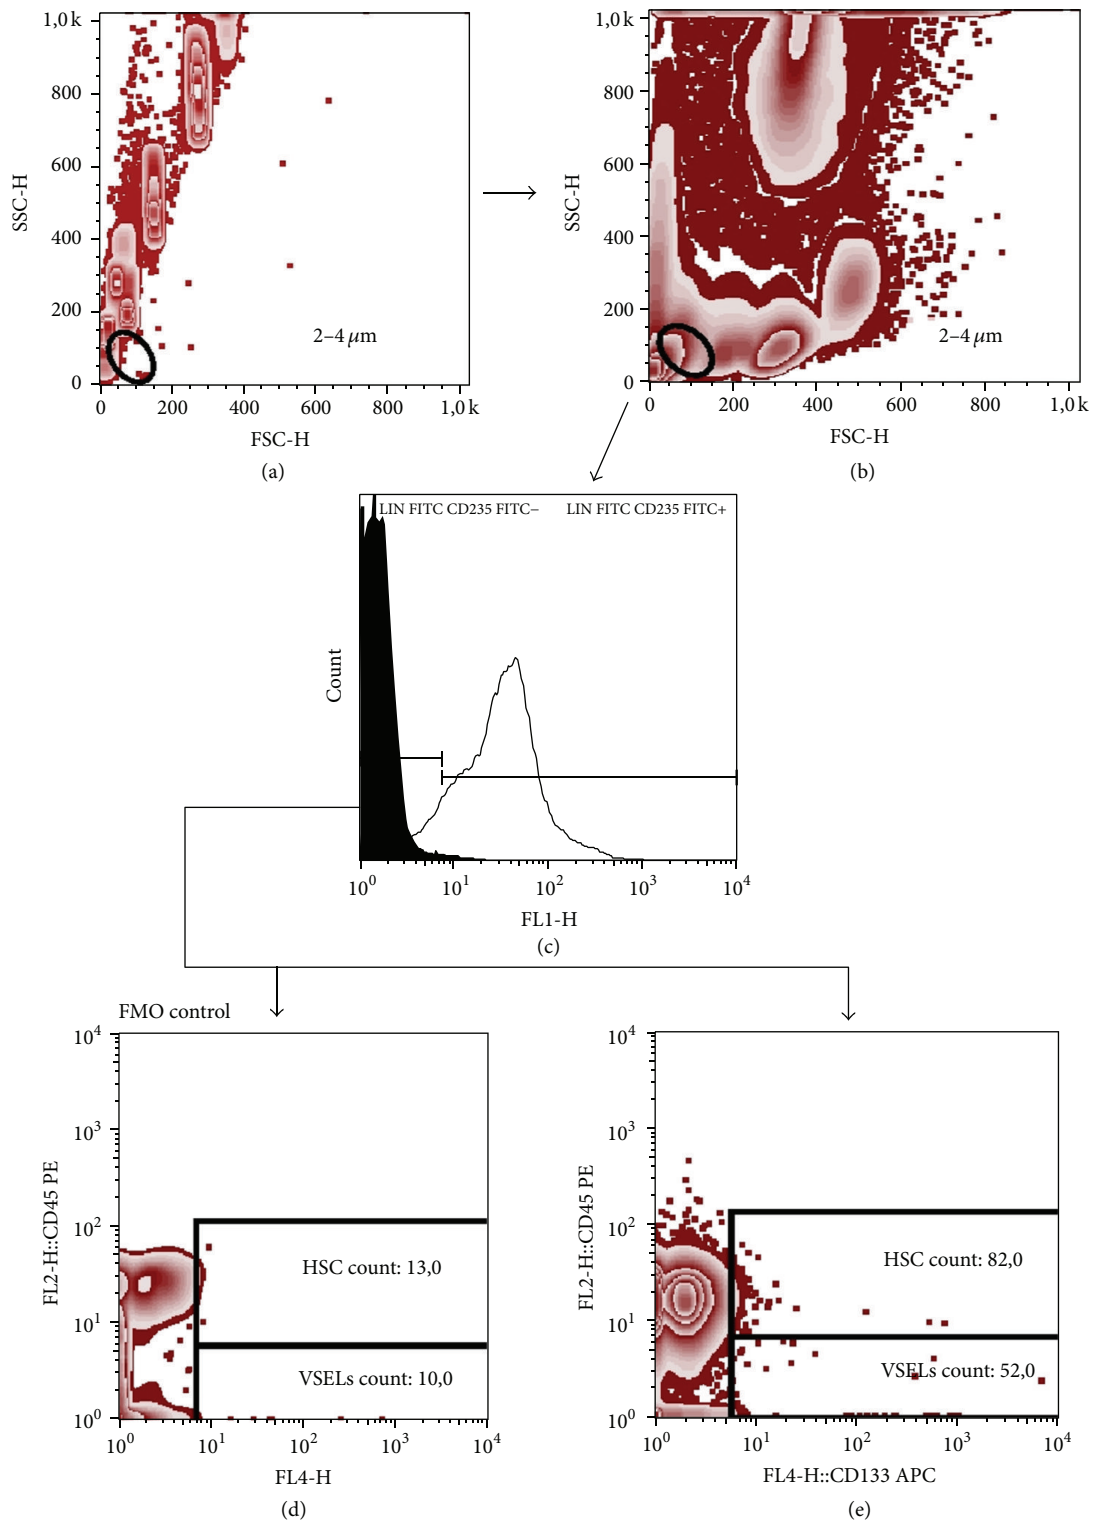 1,0 k
800
600
400
200
0
SSC-H
2–4 μm
0 200 400 600 800 1,0 k
FSC-H
(a)
1,0 k
800
600
400
200
0
SSC-H
2–4 μm
0 200 400 600 800 1,0 k
FSC-H
(b)
LIN FITC CD235 FITC− LIN FITC CD235 FITC+
Count
10^0 10^1 10^2 10^3 10^4
FL1-H
(c)
FMO control
10^4
10^3
10^2
10^1
10^0
FL2-H::CD45 PE
HSC count: 13,0
VSELs count: 10,0
10^0 10^1 10^2 10^3 10^4
FL4-H
(d)
10^4
10^3
10^2
10^1
10^0
FL2-H::CD45 PE
HSC count: 82,0
VSELs count: 52,0
10^0 10^1 10^2 10^3 10^4
FL4-H::CD133 APC
(e)